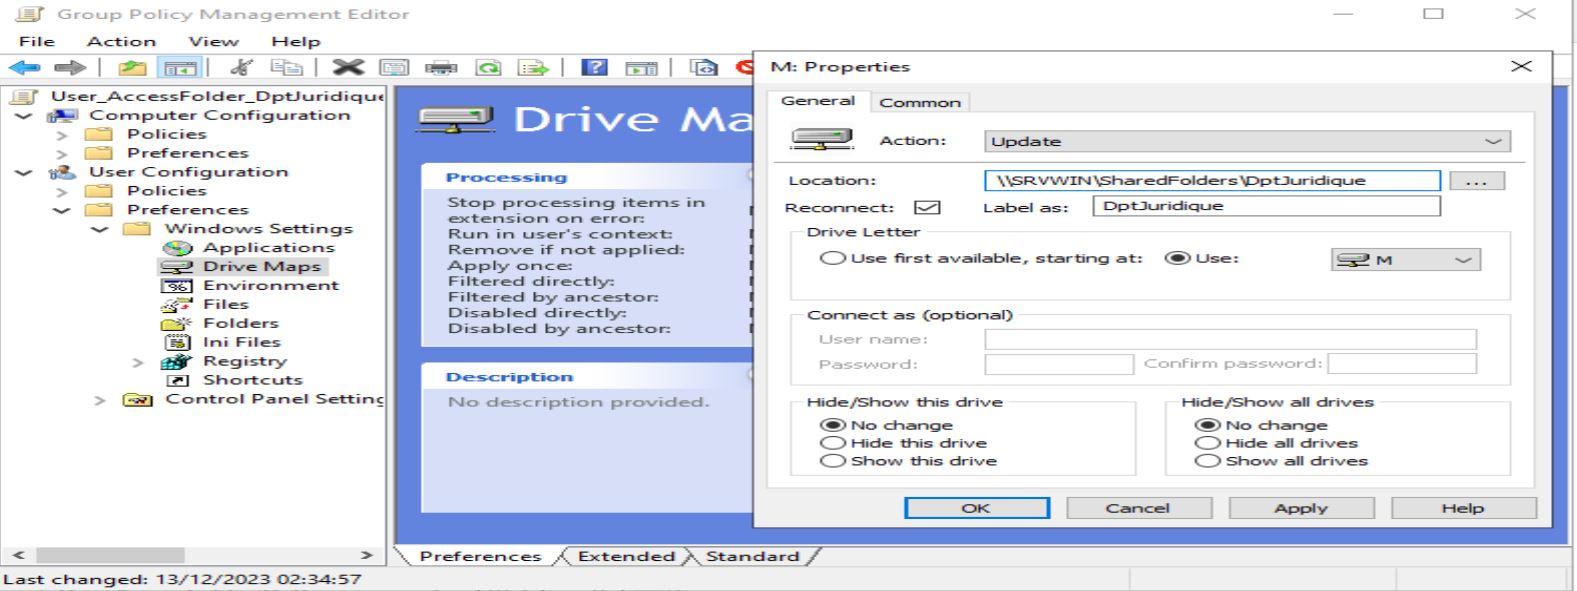 Group Policy Management Editor
File Action View Help
User_AccessFolder_DptJuridique
Computer Configuration
Policies
Preferences
User Configuration
Policies
Preferences
Windows Settings
Applications
Drive Maps
Environment
Files
Folders
Ini Files
Registry
Shortcuts
Control Panel Setting
Drive Ma
Processing
Stop processing items in
extension on error:
Run in user's context:
Remove if not applied:
Apply once:
Filtered directly:
Filtered by ancestor:
Disabled directly:
Disabled by ancestor:
Description
No description provided.
Preferences Extended Standard
Last changed: 13/12/2023 02:34:57
M: Properties
General Common
Action: Update
Location: \\SRVWIN\SharedFolders\DptJuridique ...
Reconnect: Label as: DptJuridique
Drive Letter
Use first available, starting at: Use: M
Connect as (optional)
User name:
Password: Confirm password:
Hide/Show this drive
No change
Hide this drive
Show this drive
Hide/Show all drives
No change
Hide all drives
Show all drives
OK Cancel Apply Help